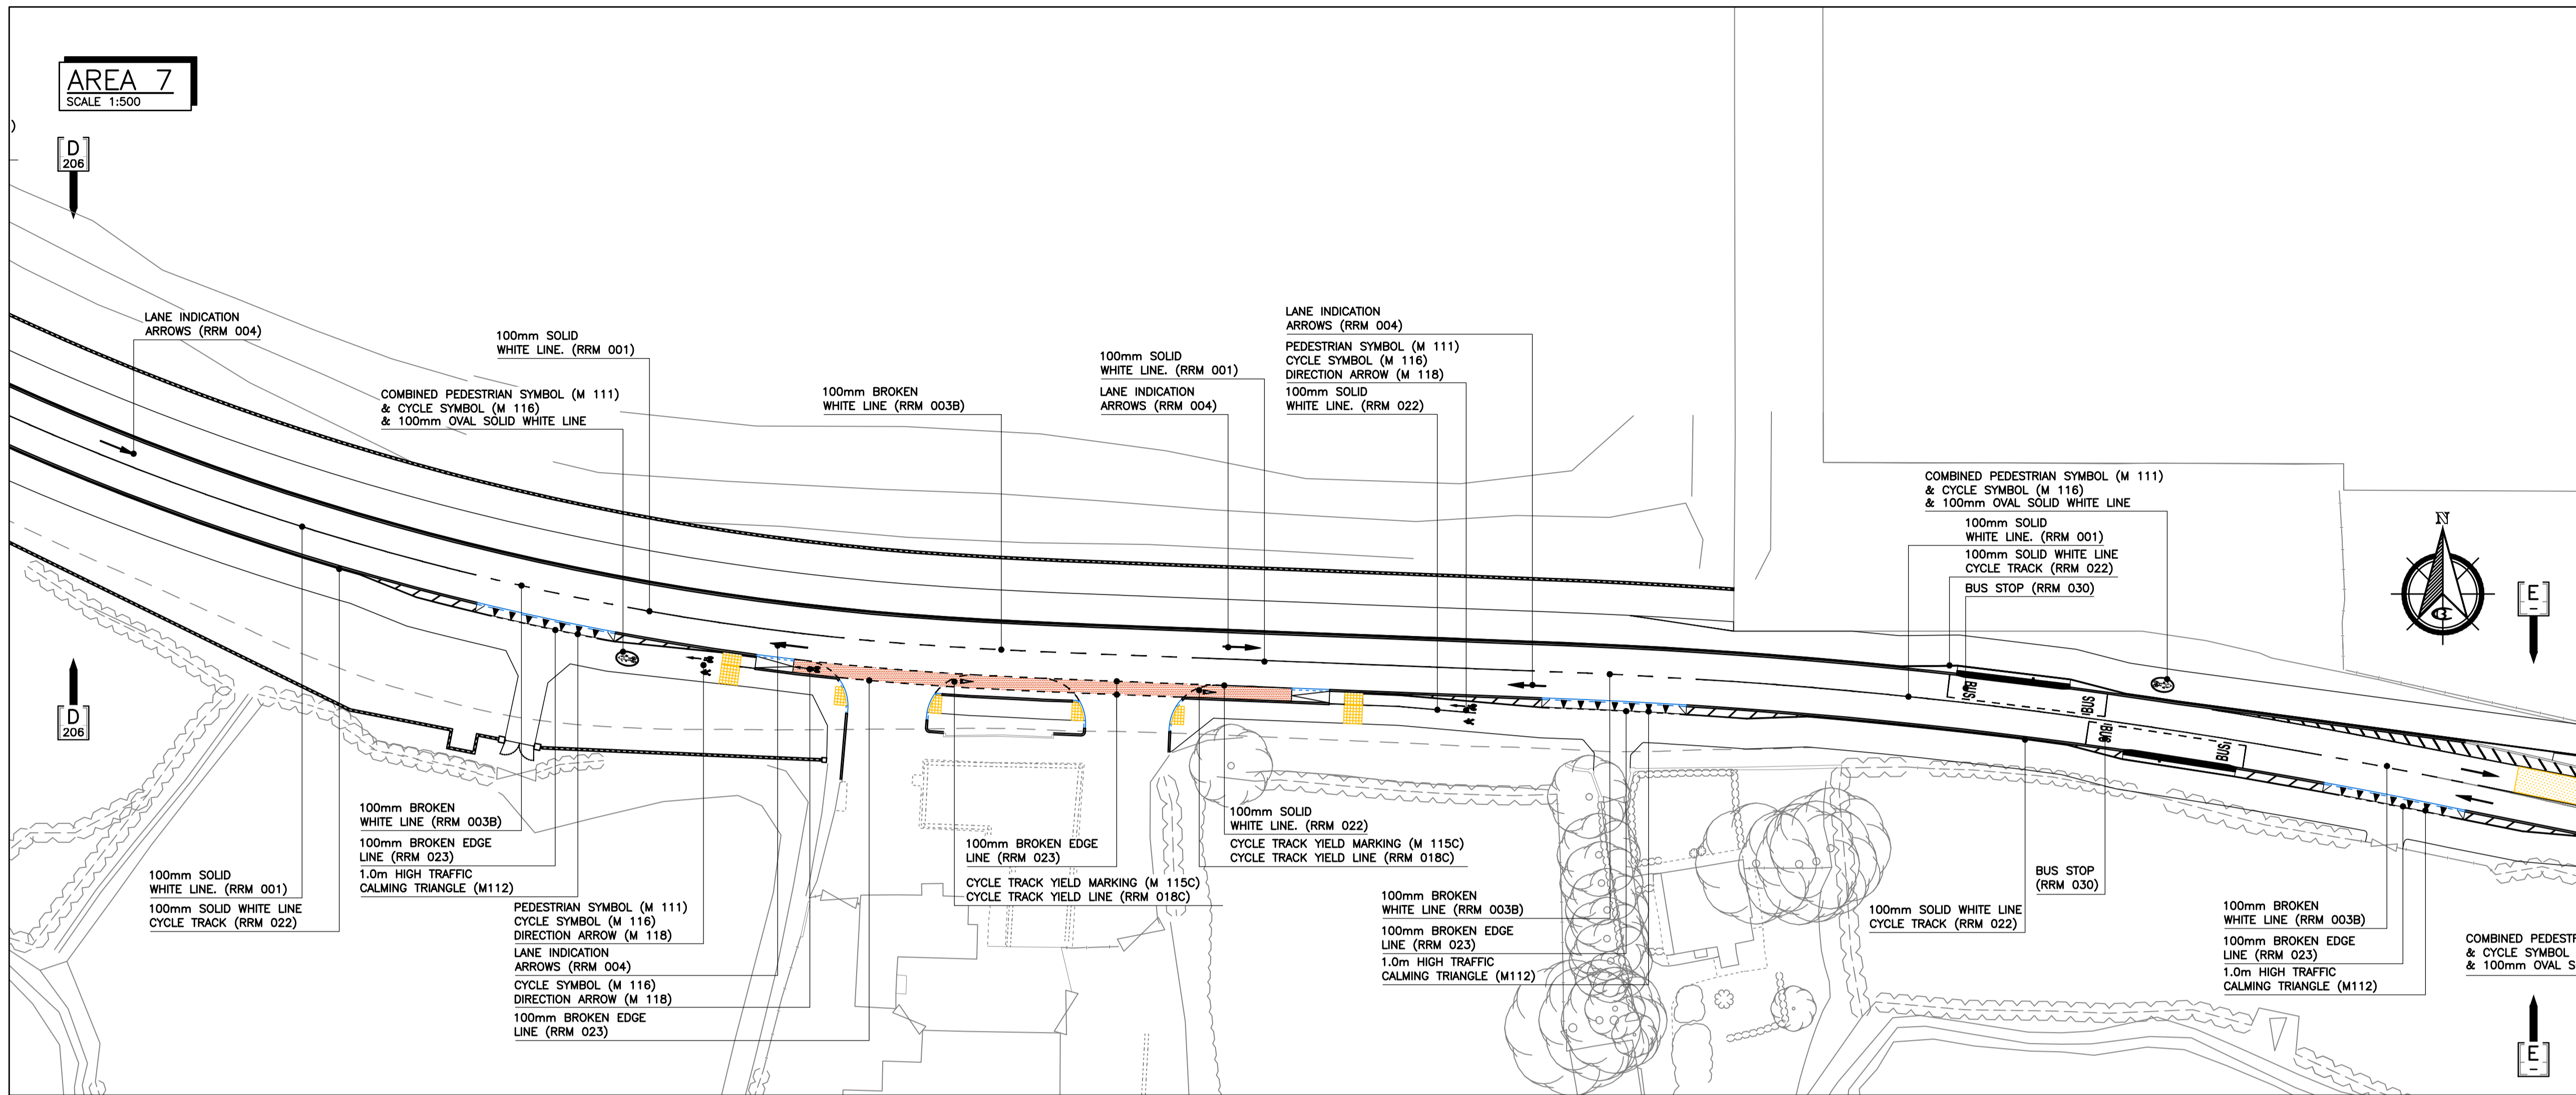 AREA 7
SCALE 1:500
)
D
206
LANE INDICATION
ARROWS (RRM 004)
100mm SOLID
WHITE LINE. (RRM 001)
COMBINED PEDESTRIAN SYMBOL (M 111)
& CYCLE SYMBOL (M 116)
& 100mm OVAL SOLID WHITE LINE
100mm BROKEN
WHITE LINE (RRM 003B)
100mm SOLID
WHITE LINE. (RRM 001)
LANE INDICATION
ARROWS (RRM 004)
LANE INDICATION
ARROWS (RRM 004)
PEDESTRIAN SYMBOL (M 111)
CYCLE SYMBOL (M 116)
DIRECTION ARROW (M 118)
100mm SOLID
WHITE LINE. (RRM 022)
COMBINED PEDESTRIAN SYMBOL (M 111)
& CYCLE SYMBOL (M 116)
& 100mm OVAL SOLID WHITE LINE
100mm SOLID
WHITE LINE. (RRM 001)
100mm SOLID WHITE LINE
CYCLE TRACK (RRM 022)
BUS STOP (RRM 030)
N
E
-
BUS
BUS
BUS
BUS
D
206
100mm BROKEN
WHITE LINE (RRM 003B)
100mm BROKEN EDGE
LINE (RRM 023)
1.0m HIGH TRAFFIC
CALMING TRIANGLE (M112)
100mm SOLID
WHITE LINE. (RRM 001)
100mm SOLID WHITE LINE
CYCLE TRACK (RRM 022)
PEDESTRIAN SYMBOL (M 111)
CYCLE SYMBOL (M 116)
DIRECTION ARROW (M 118)
LANE INDICATION
ARROWS (RRM 004)
CYCLE SYMBOL (M 116)
DIRECTION ARROW (M 118)
100mm BROKEN EDGE
LINE (RRM 023)
100mm BROKEN EDGE
LINE (RRM 023)
CYCLE TRACK YIELD MARKING (M 115C)
CYCLE TRACK YIELD LINE (RRM 018C)
100mm SOLID
WHITE LINE. (RRM 022)
CYCLE TRACK YIELD MARKING (M 115C)
CYCLE TRACK YIELD LINE (RRM 018C)
100mm BROKEN
WHITE LINE (RRM 003B)
100mm BROKEN EDGE
LINE (RRM 023)
1.0m HIGH TRAFFIC
CALMING TRIANGLE (M112)
100mm SOLID WHITE LINE
CYCLE TRACK (RRM 022)
BUS STOP
(RRM 030)
100mm BROKEN
WHITE LINE (RRM 003B)
100mm BROKEN EDGE
LINE (RRM 023)
1.0m HIGH TRAFFIC
CALMING TRIANGLE (M112)
COMBINED PEDESTR
& CYCLE SYMBOL
& 100mm OVAL S
E
-